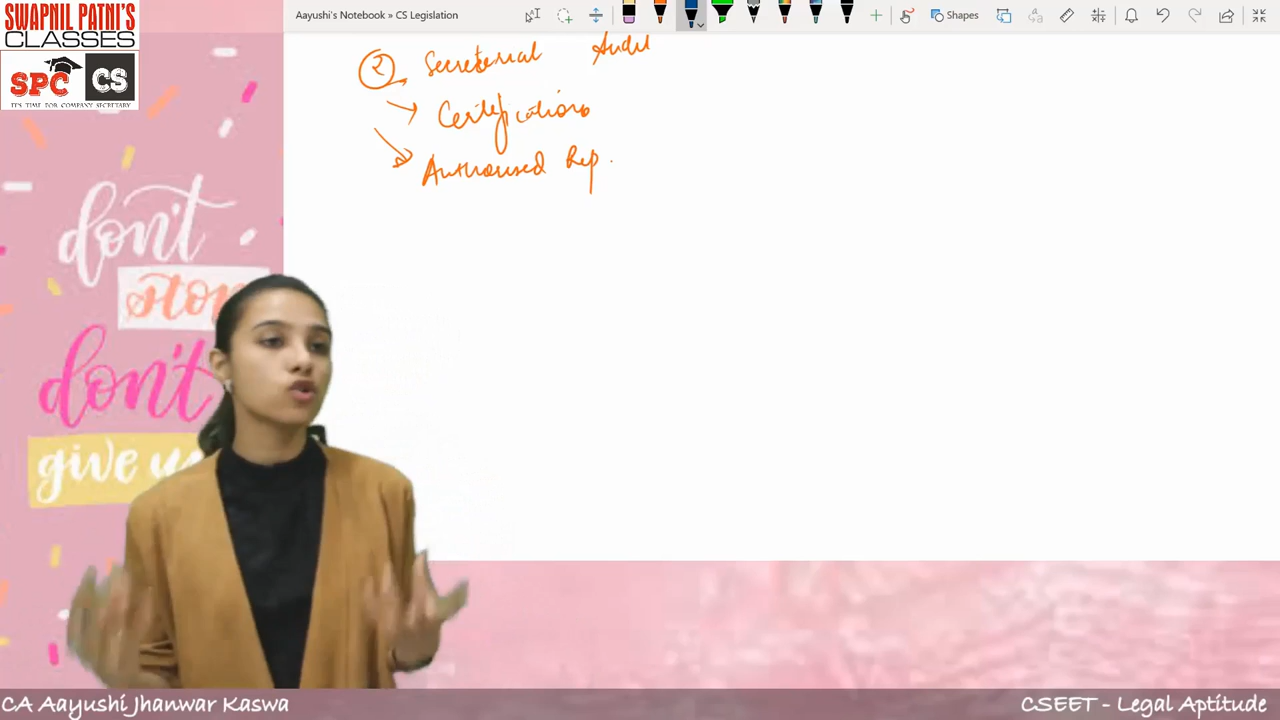 SWAPNIL PATNI'S
CLASSES
SPC CS
IT'S TIME FOR COMPANY SECRETARY
Aayushi's Notebook » CS Legislation
Shapes
2 Secretarial Audit
→ Certifications
→ Authorised Rep.
don't
stop
don't
give u
CA Aayushi Jhanwar Kaswa
CSEET - Legal Aptitude